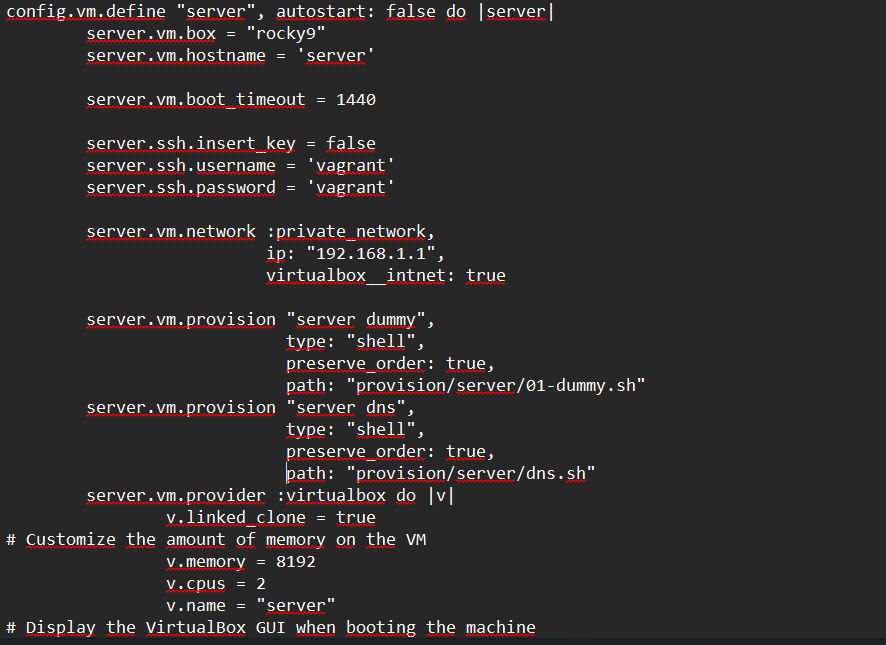 config.vm.define "server", autostart: false do |server|
server.vm.box = "rocky9"
server.vm.hostname = 'server'
server.vm.boot_timeout = 1440
server.ssh.insert_key = false
server.ssh.username = 'vagrant'
server.ssh.password = 'vagrant'
server.vm.network :private_network,
ip: "192.168.1.1",
virtualbox__intnet: true
server.vm.provision "server dummy",
type: "shell",
preserve_order: true,
path: "provision/server/01-dummy.sh"
server.vm.provision "server dns",
type: "shell",
preserve_order: true,
path: "provision/server/dns.sh"
server.vm.provider :virtualbox do |v|
v.linked_clone = true
# Customize the amount of memory on the VM
v.memory = 8192
v.cpus = 2
v.name = "server"
# Display the VirtualBox GUI when booting the machine